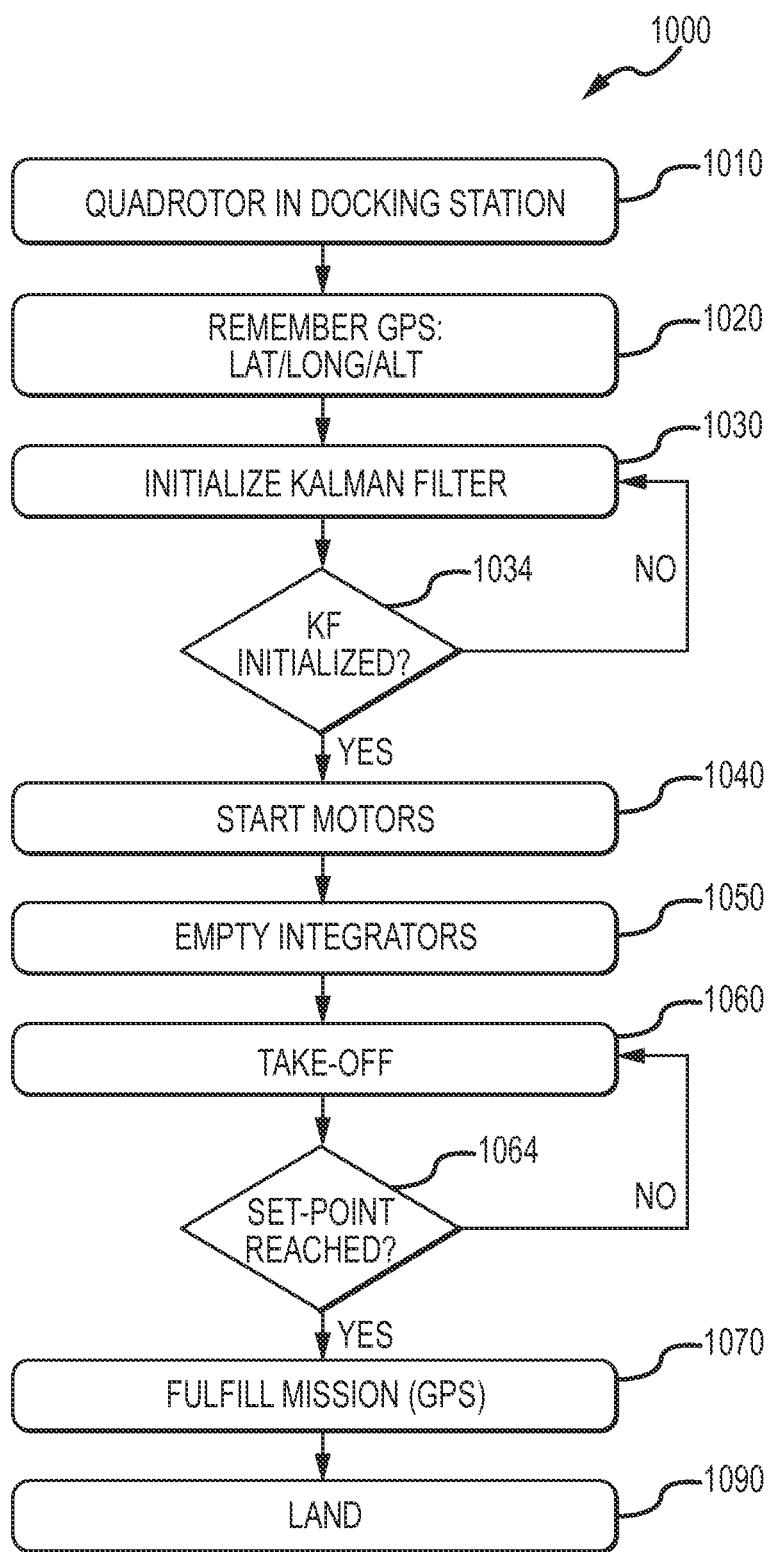 1000
QUADROTOR IN DOCKING STATION
1010
REMEMBER GPS:
LAT/LONG/ALT
1020
INITIALIZE KALMAN FILTER
1030
KF
INITIALIZED?
1034
NO
YES
START MOTORS
1040
EMPTY INTEGRATORS
1050
TAKE-OFF
1060
SET-POINT
REACHED?
1064
NO
YES
FULFILL MISSION (GPS)
1070
LAND
1090